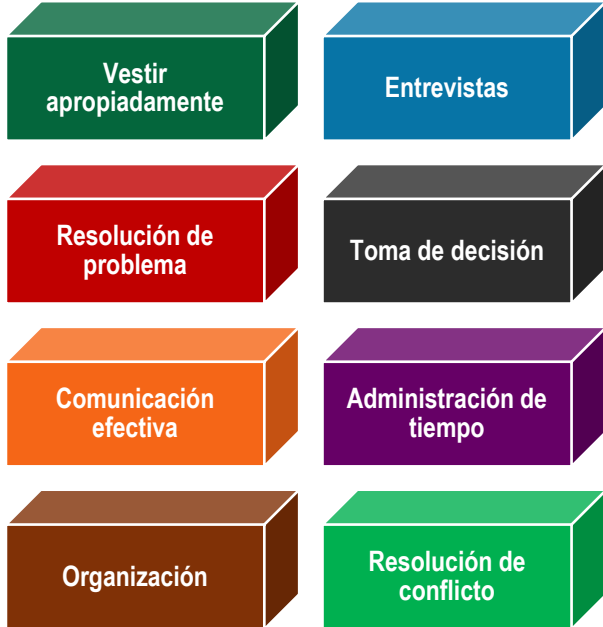 Vestir
apropiadamente
Entrevistas
Resolución de
problema
Toma de decisión
Comunicación
efectiva
Administración de
tiempo
Organización
Resolución de
conflicto